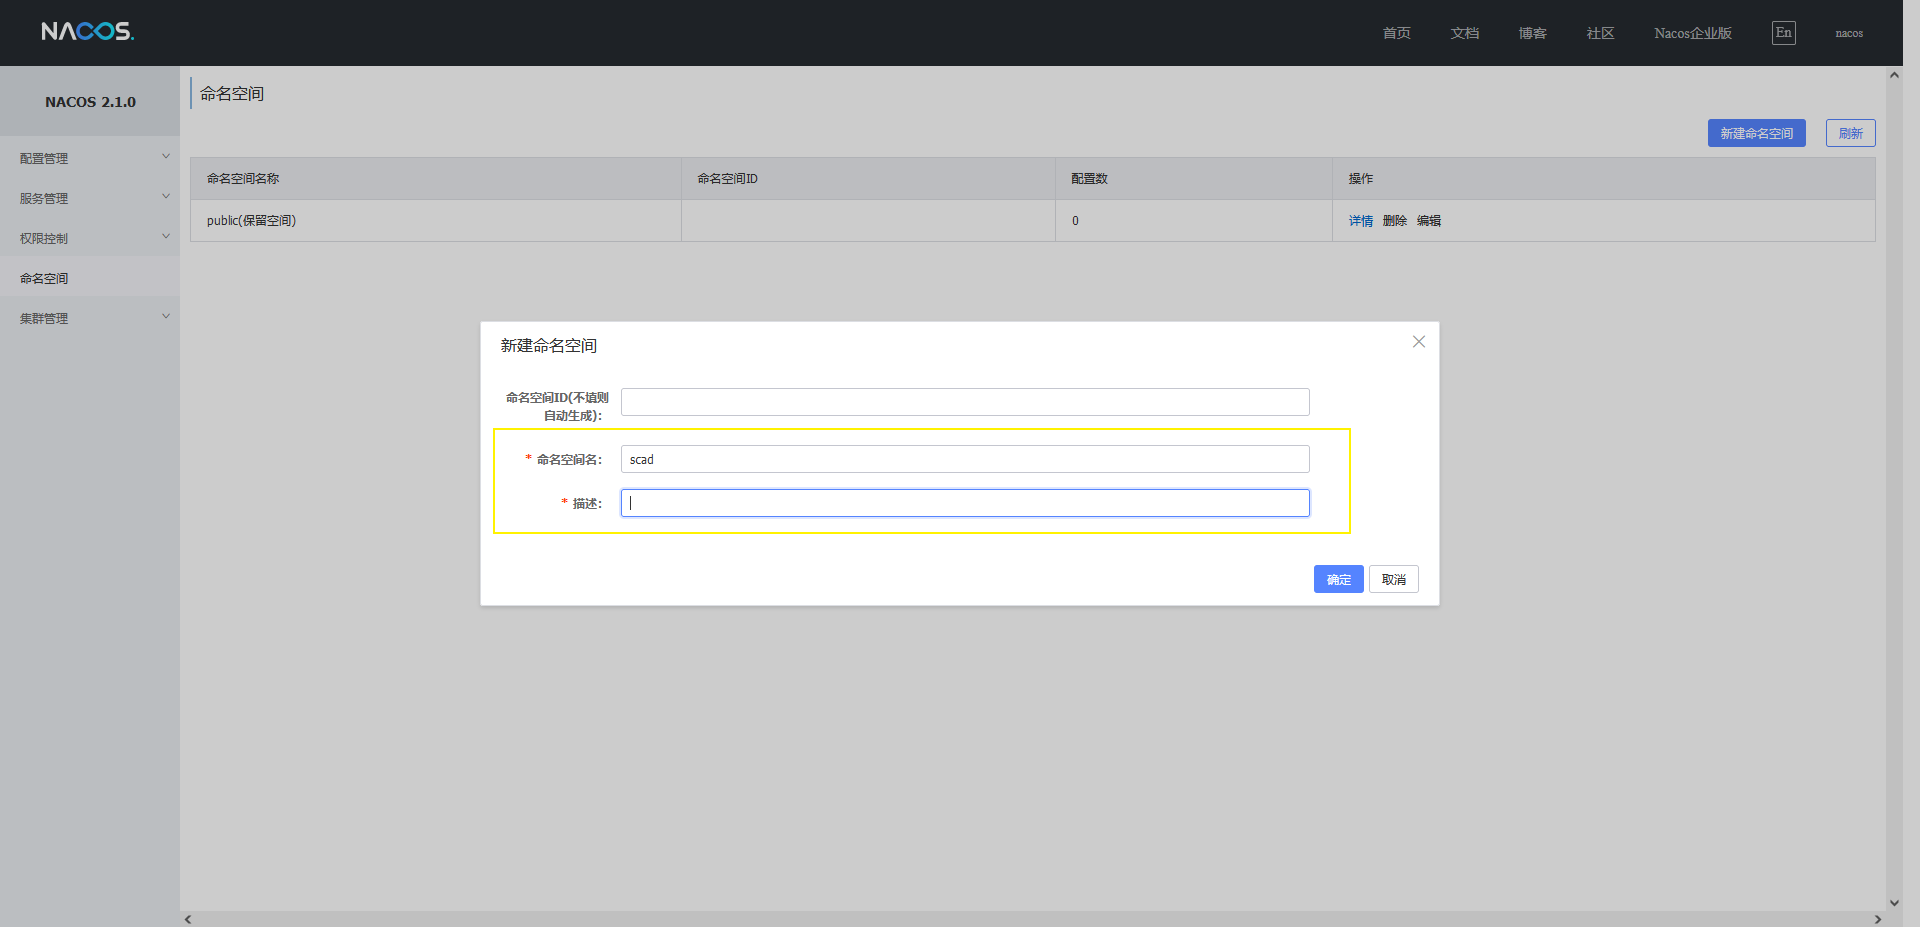 NACOS.
首页 文档 博客 社区 Nacos企业版 En nacos
NACOS 2.1.0
配置管理
服务管理
权限控制
命名空间
集群管理
命名空间
新建命名空间 刷新
命名空间名称 命名空间ID 配置数 操作
public(保留空间) 0 详情 删除 编辑
新建命名空间
命名空间ID(不填则
自动生成):
* 命名空间名: scad
* 描述:
确定 取消